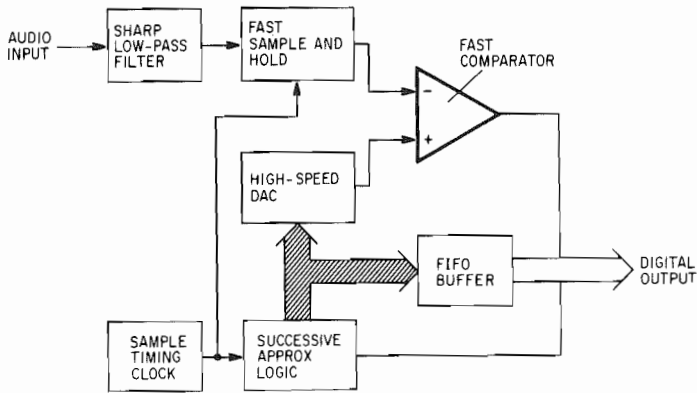 AUDIO
INPUT
SHARP
LOW-PASS
FILTER
FAST
SAMPLE AND
HOLD
FAST
COMPARATOR
-
+
HIGH-SPEED
DAC
FIFO
BUFFER
DIGITAL
OUTPUT
SAMPLE
TIMING
CLOCK
SUCCESSIVE
APPROX
LOGIC